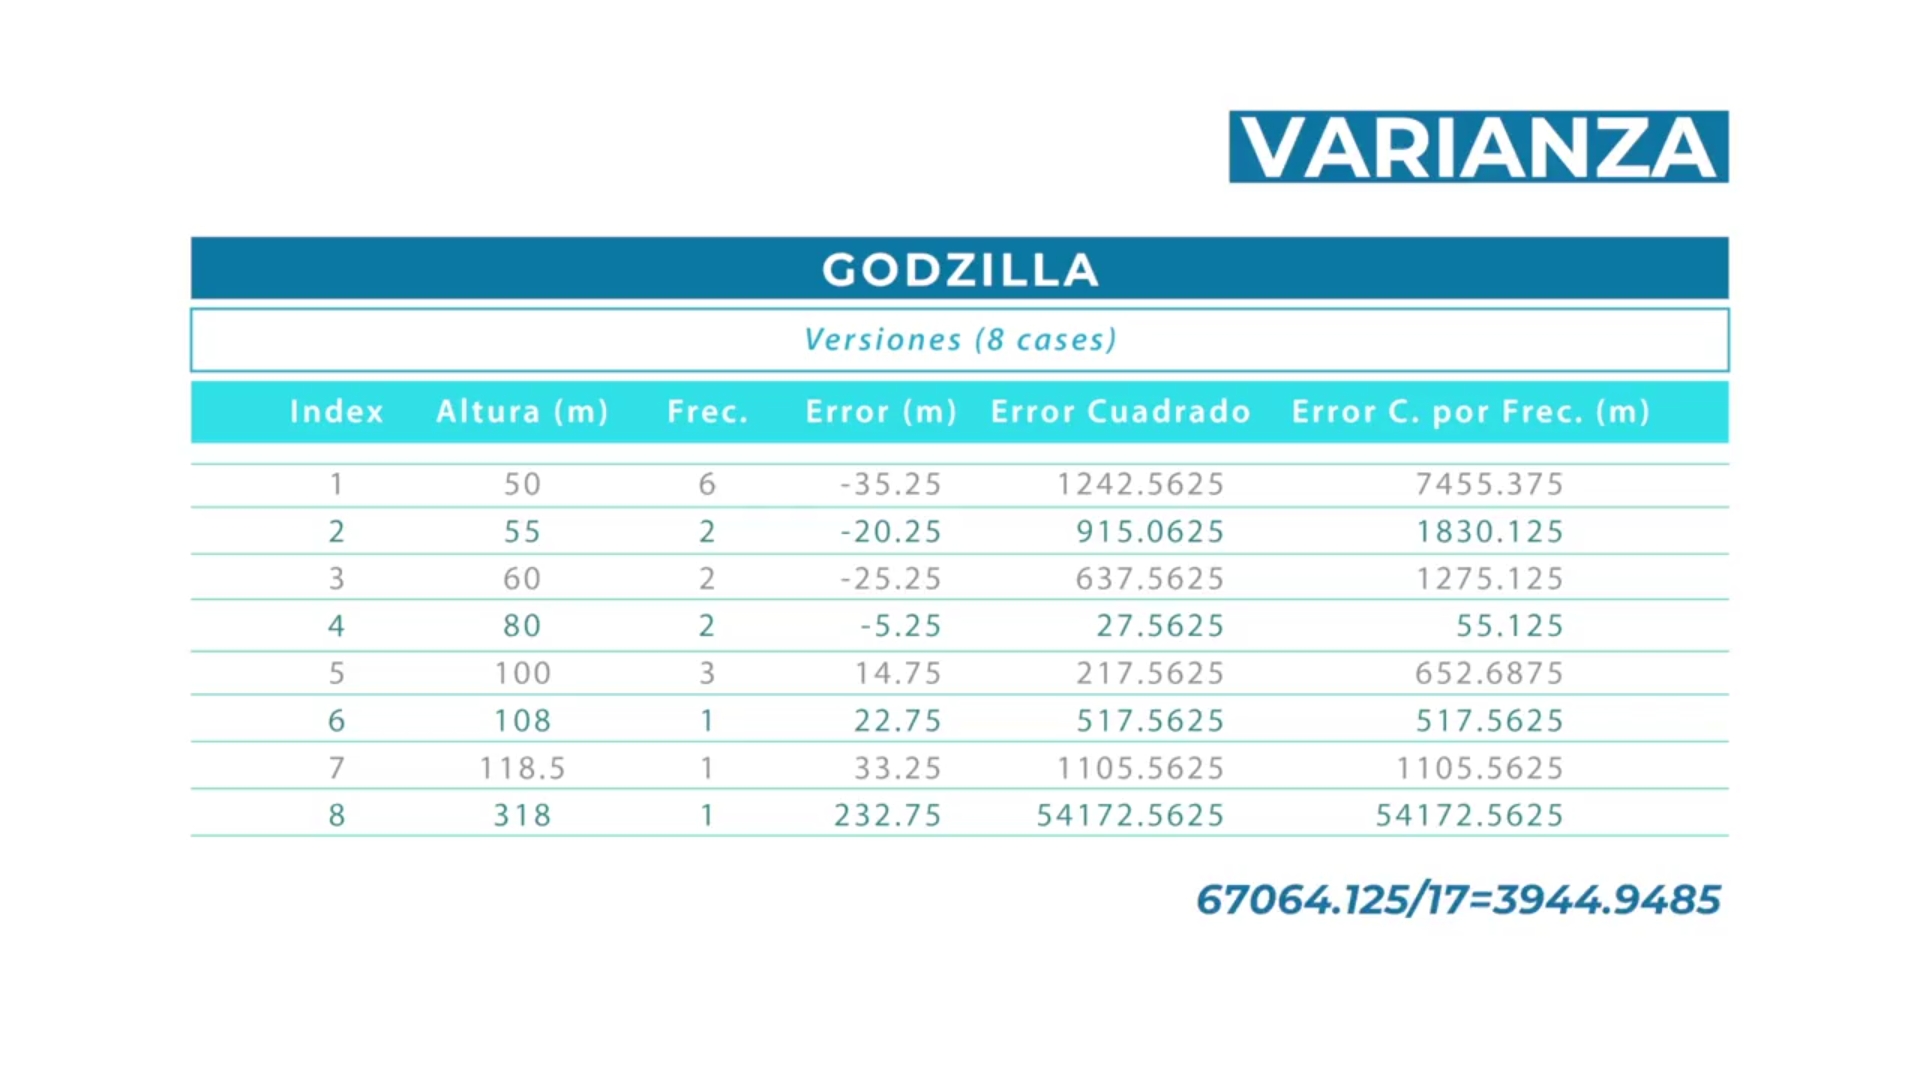 VARIANZA
GODZILLA
Versiones (8 cases)
Index Altura (m) Frec. Error (m) Error Cuadrado Error C. por Frec. (m)
1 50 6 -35.25 1242.5625 7455.375
2 55 2 -20.25 915.0625 1830.125
3 60 2 -25.25 637.5625 1275.125
4 80 2 -5.25 27.5625 55.125
5 100 3 14.75 217.5625 652.6875
6 108 1 22.75 517.5625 517.5625
7 118.5 1 33.25 1105.5625 1105.5625
8 318 1 232.75 54172.5625 54172.5625
67064.125/17=3944.9485